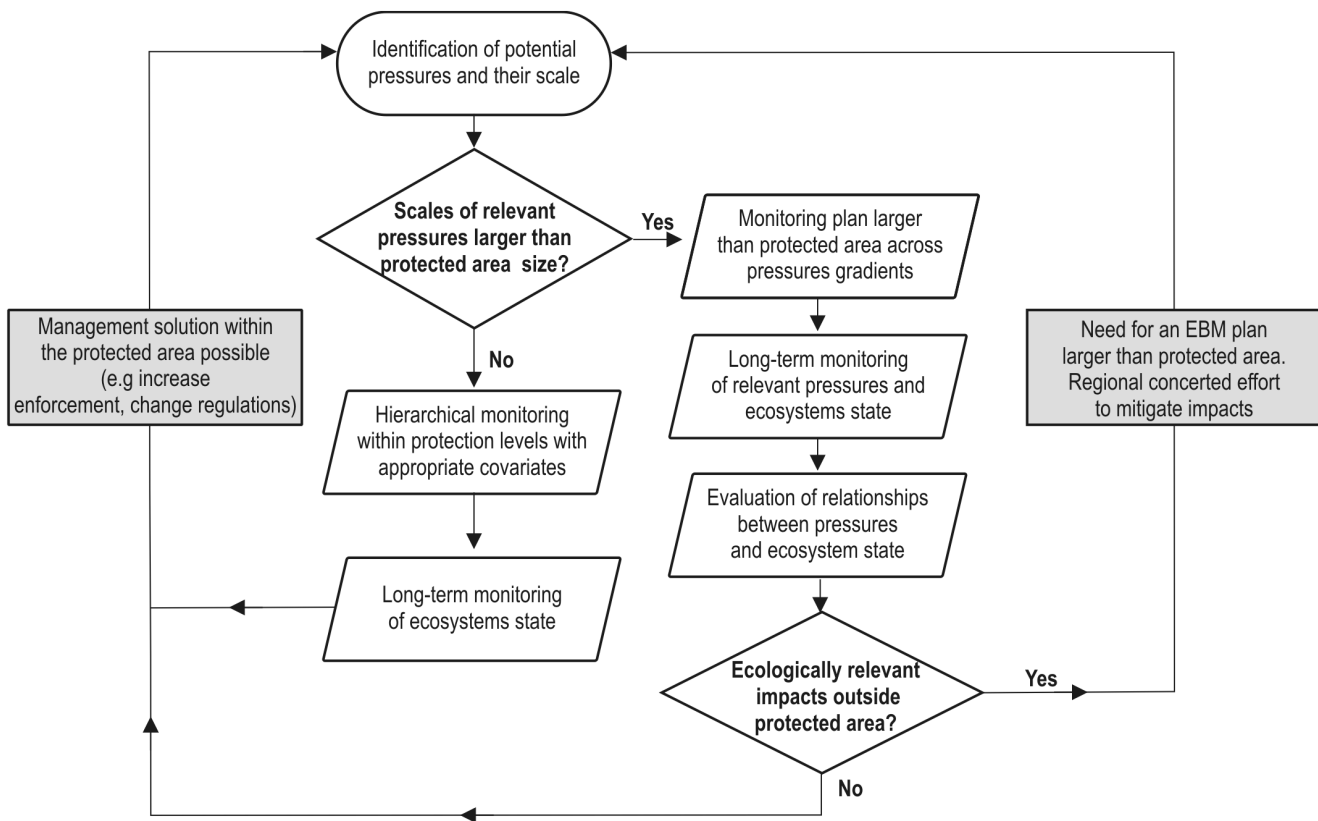 Identification of potential
pressures and their scale
Scales of relevant
pressures larger than
protected area size?
Yes
Monitoring plan larger
than protected area across
pressures gradients
No
Management solution within
the protected area possible
(e.g increase
enforcement, change regulations)
Need for an EBM plan
larger than protected area.
Regional concerted effort
to mitigate impacts
Long-term monitoring
of relevant pressures and
ecosystems state
Hierarchical monitoring
within protection levels with
appropriate covariates
Evaluation of relationships
between pressures
and ecosystem state
Long-term monitoring
of ecosystems state
Ecologically relevant
impacts outside
protected area?
Yes
No